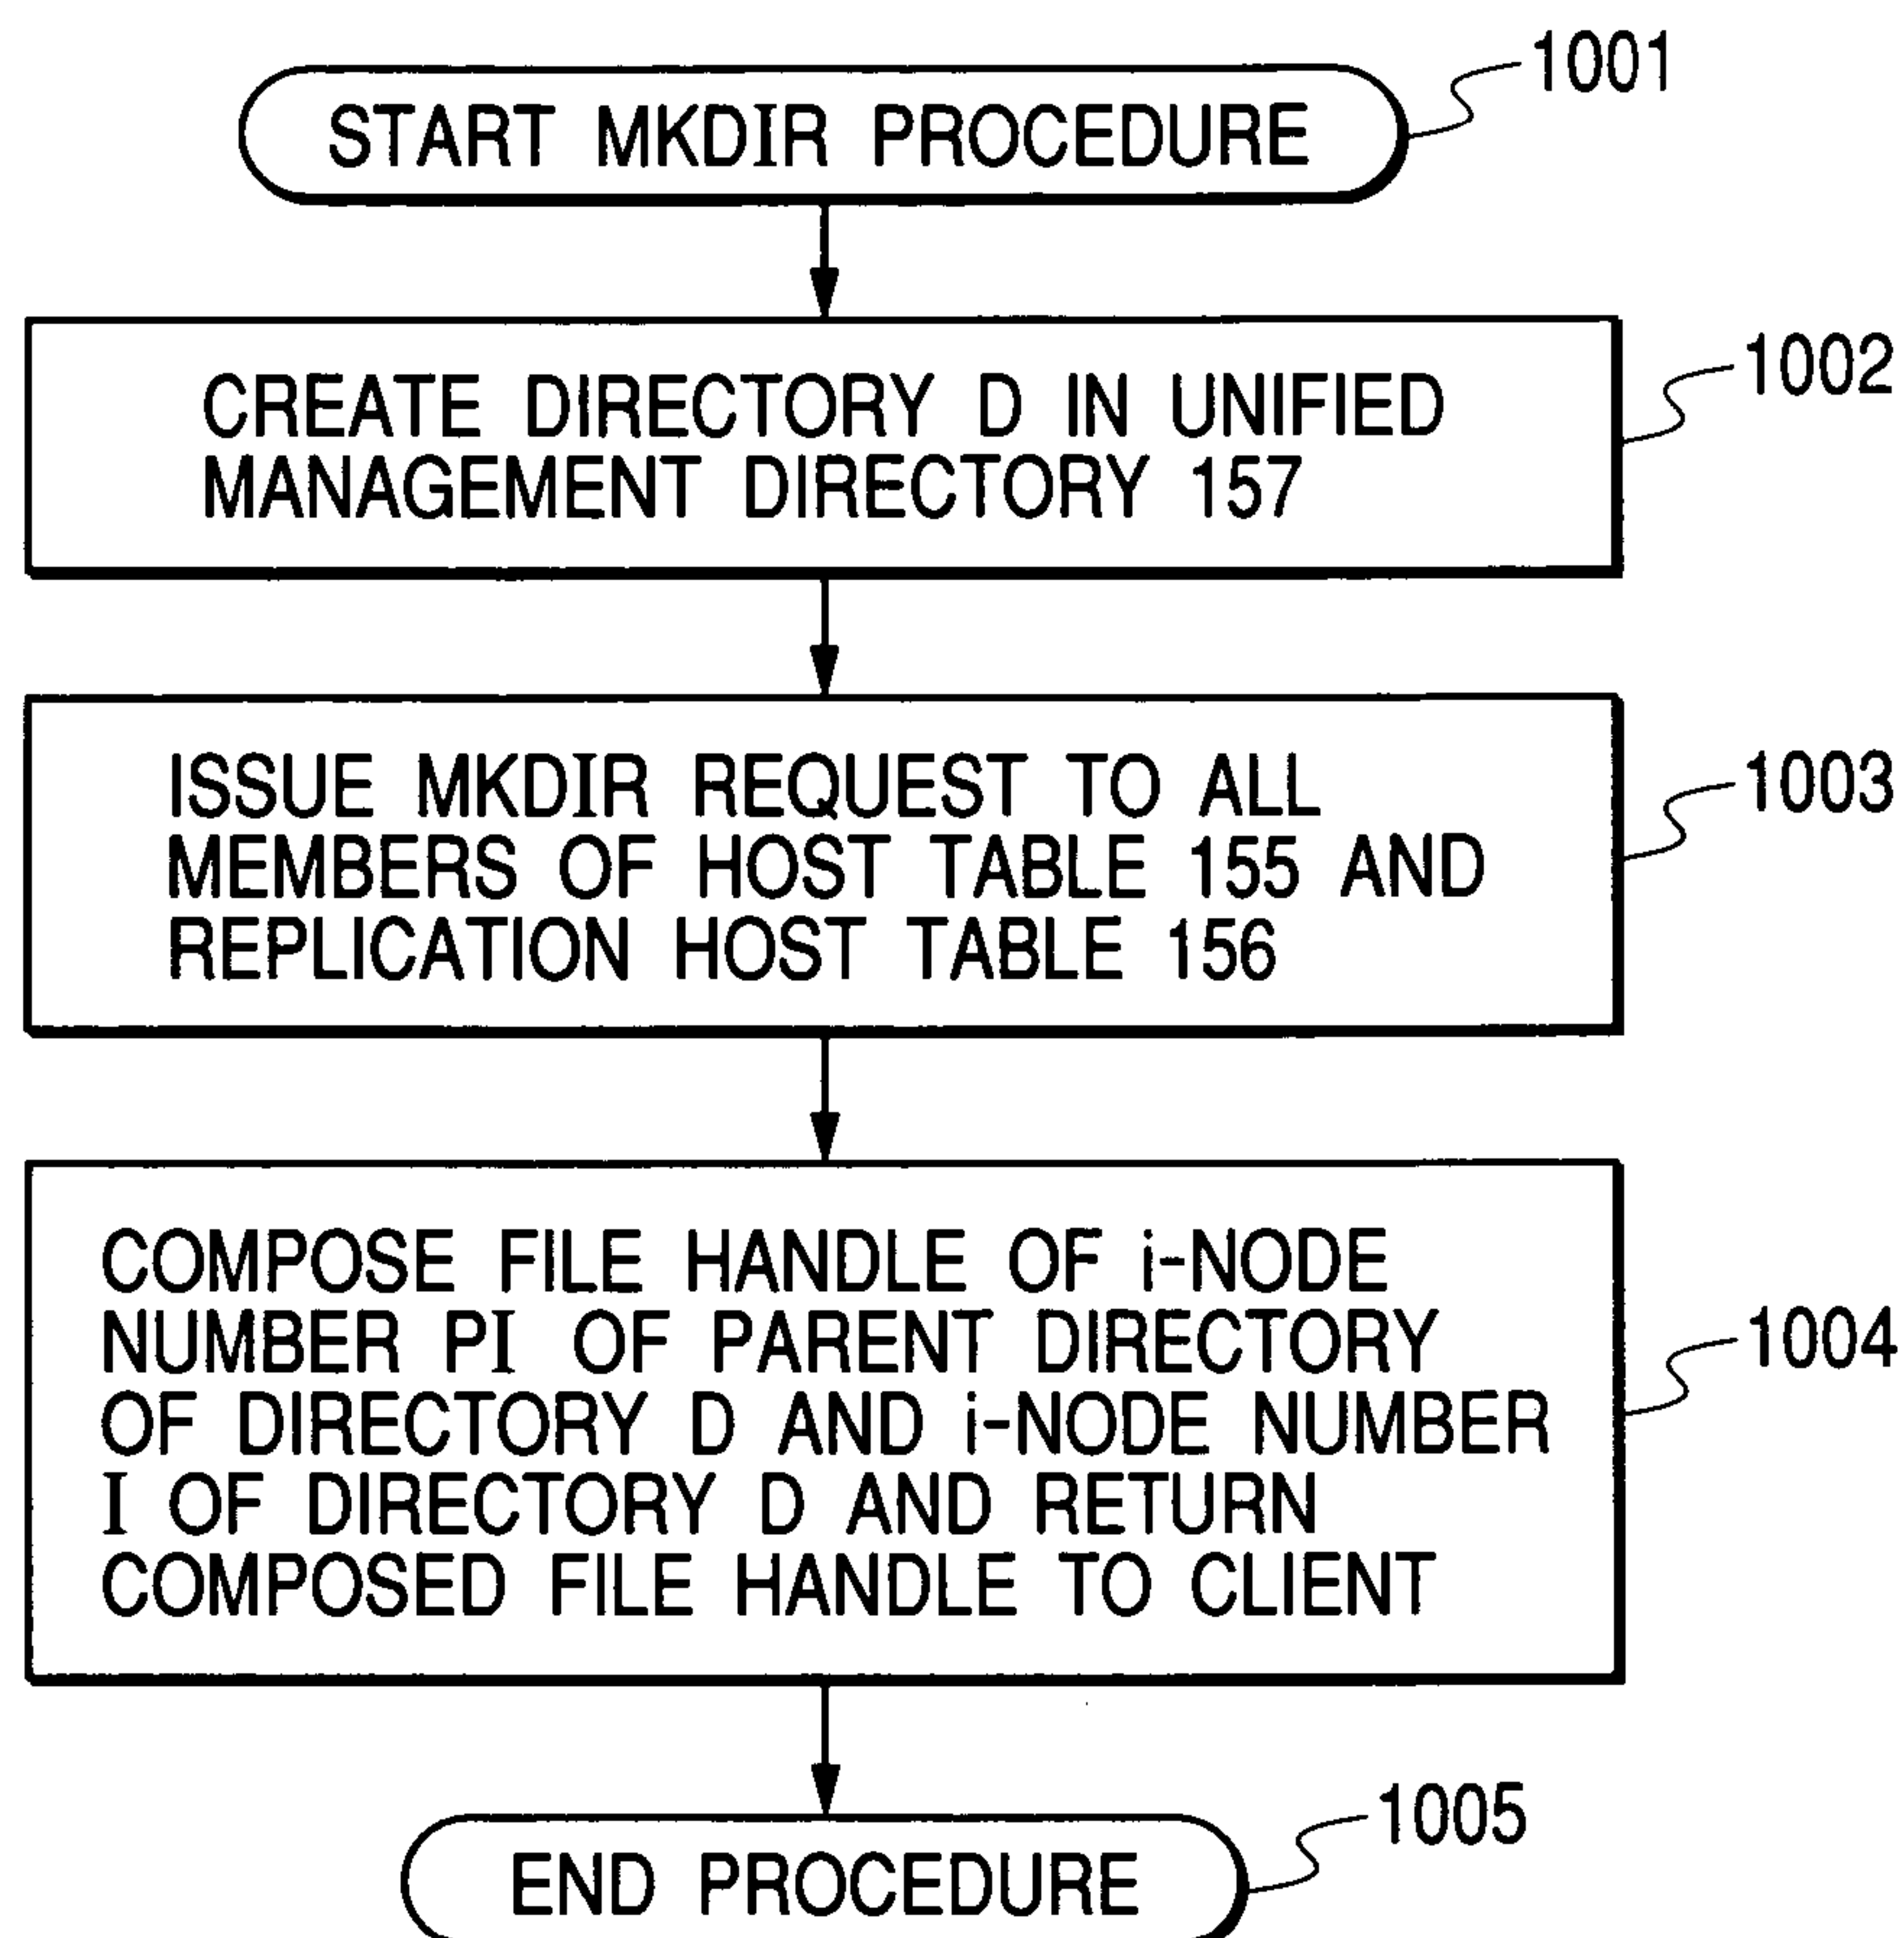 1001
START MKDIR PROCEDURE
1002
CREATE DIRECTORY D IN UNIFIED
MANAGEMENT DIRECTORY 157
1003
ISSUE MKDIR REQUEST TO ALL
MEMBERS OF HOST TABLE 155 AND
REPLICATION HOST TABLE 156
COMPOSE FILE HANDLE OF i-NODE
NUMBER PI OF PARENT DIRECTORY
1004
OF DIRECTORY D AND i-NODE NUMBER
I OF DIRECTORY D AND RETURN
COMPOSED FILE HANDLE TO CLIENT
1005
END PROCEDURE